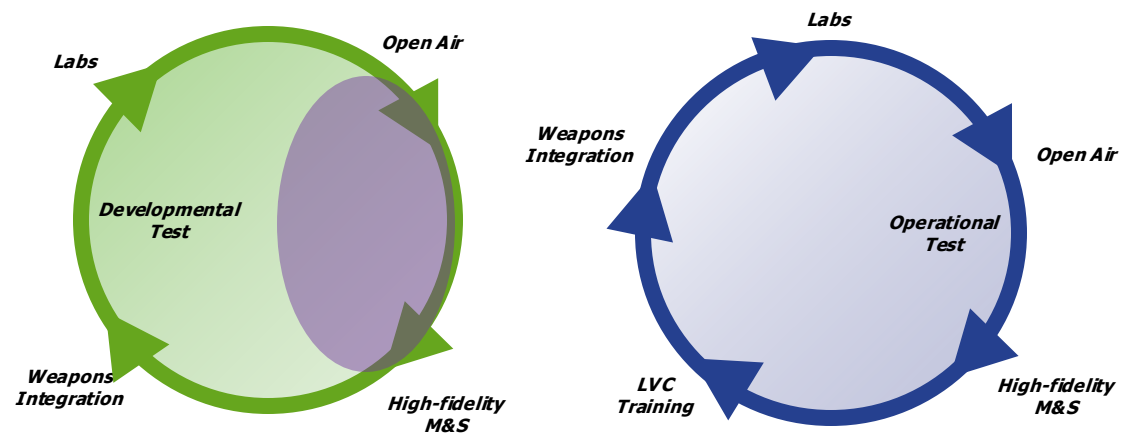 Labs
Open Air
Developmental
Test
Weapons
Integration
High-fidelity
M&S
Labs
Weapons
Integration
Open Air
Operational
Test
LVC
Training
High-fidelity
M&S